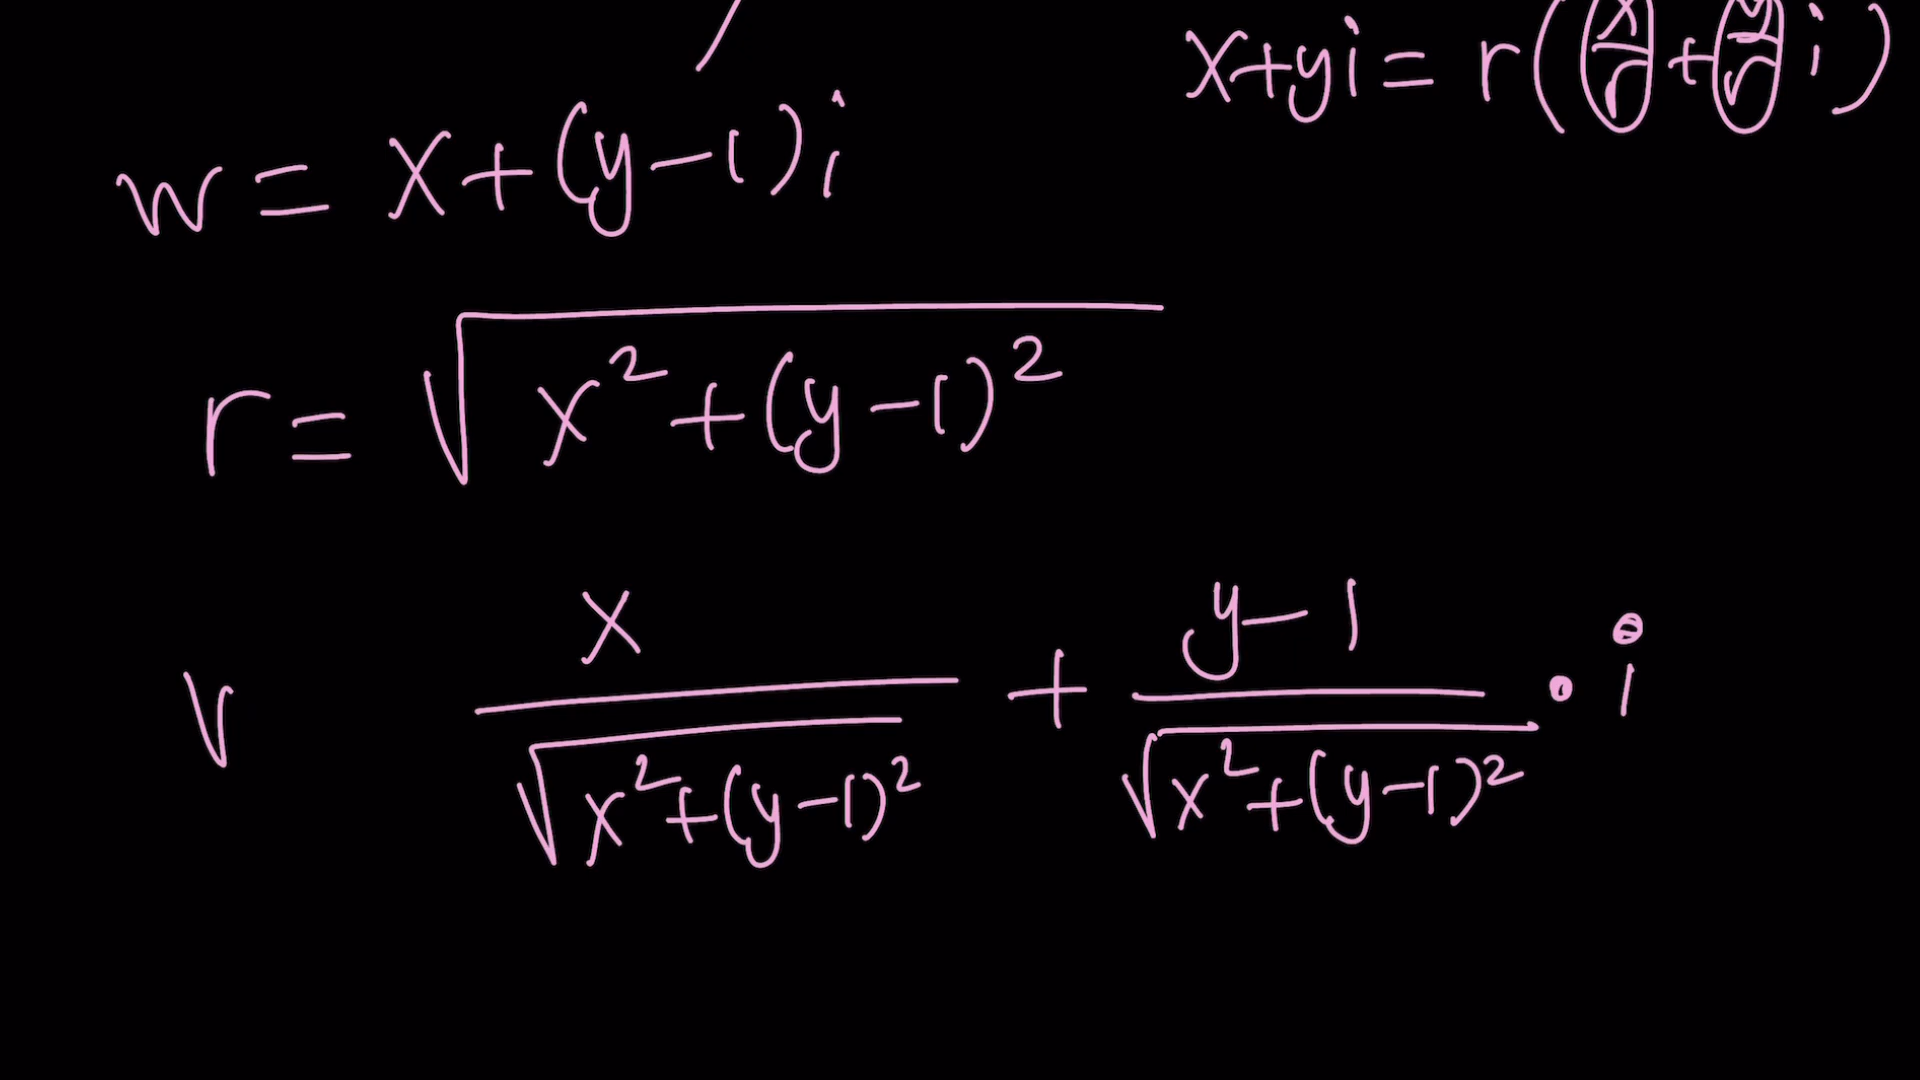 x+yi = r(x/r + y/r i)
w = x+(y-1)i
r = √(x²+(y-1)²)
r x/√(x²+(y-1)²) + y-1/√(x²+(y-1)²) · i